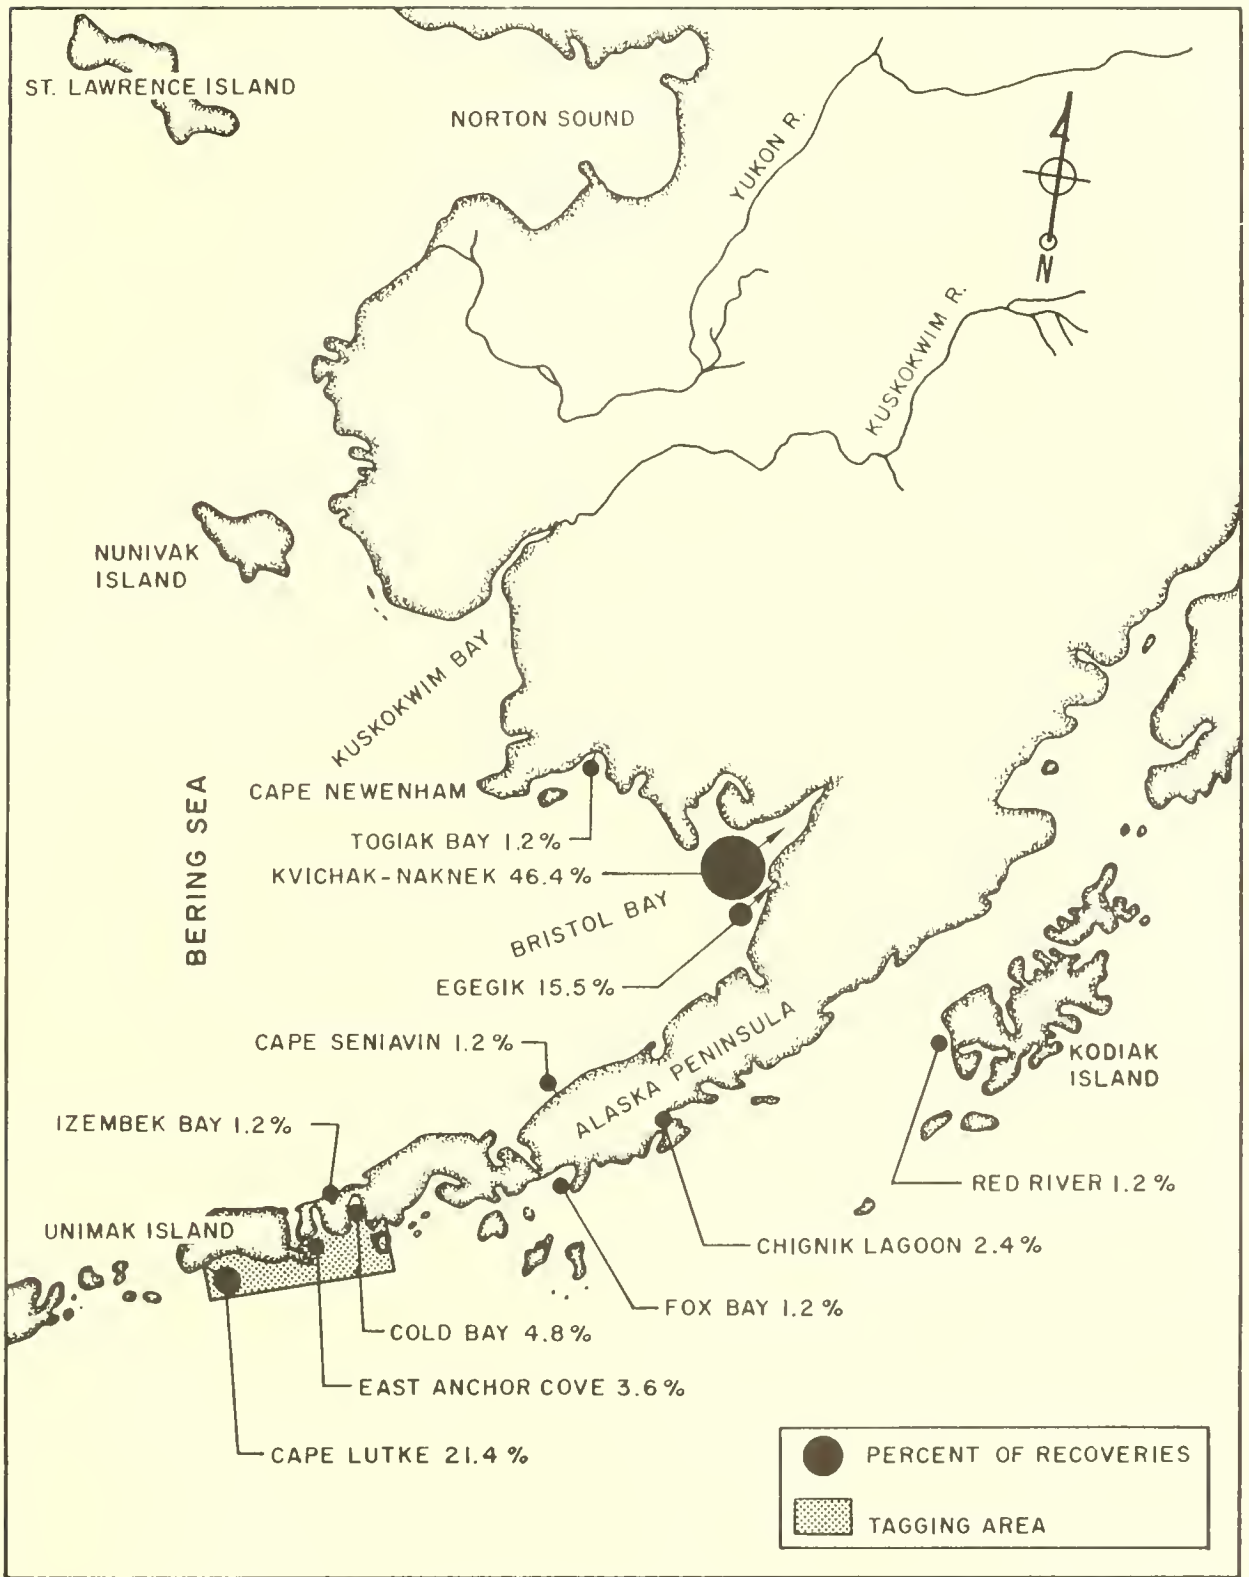 ST. LAWRENCE ISLAND
NORTON SOUND
YUKON R.
N
KUSKOKWIM R.
NUNIVAK
ISLAND
KUSKOKWIM BAY
BERING SEA
CAPE NEWENHAM
TOGIAK BAY 1.2%
KVICHAK-NAKNEK 46.4%
BRISTOL BAY
EGEGIK 15.5%
CAPE SENIAVIN 1.2%
ALASKA PENINSULA
KODIAK
ISLAND
IZEMBEK BAY 1.2%
RED RIVER 1.2%
UNIMAK ISLAND
CHIGNIK LAGOON 2.4%
FOX BAY 1.2%
COLD BAY 4.8%
EAST ANCHOR COVE 3.6%
CAPE LUTKE 21.4%
PERCENT OF RECOVERIES
TAGGING AREA